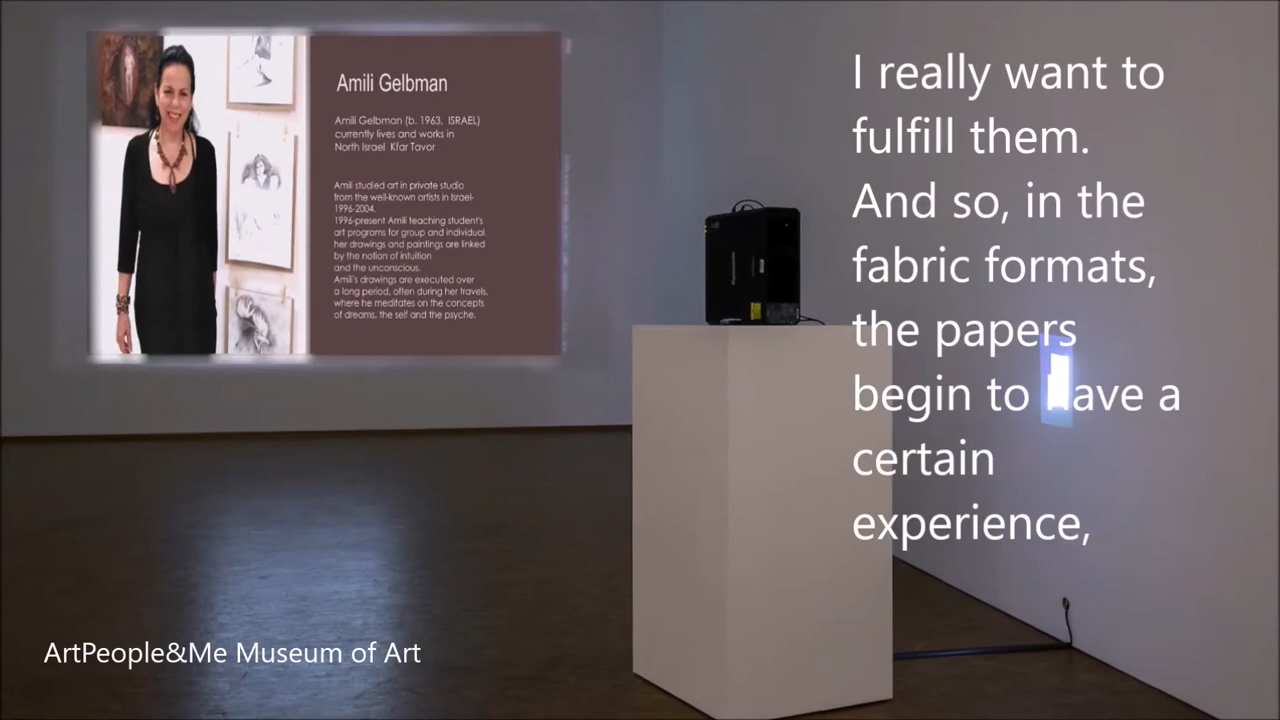 Amili Gelbman
Amili Gelbman (b. 1963, ISRAEL)
currently lives and works in
North Israel Kfar Tavor
Amili studied art in private studio
from the well-known artists in Israel-
1996-2004.
1996-present Amili teaching student's
art programs for group and individual.
her drawings and paintings are linked
by the notion of intuition
and the unconscious.
Amili's drawings are executed over
a long period, often during her travels,
where he meditates on the concepts
of dreams, the self and the psyche.
I really want to
fulfill them.
And so, in the
fabric formats,
the papers
begin to have a
certain
experience,
Panasonic
ArtPeople&Me Museum of Art